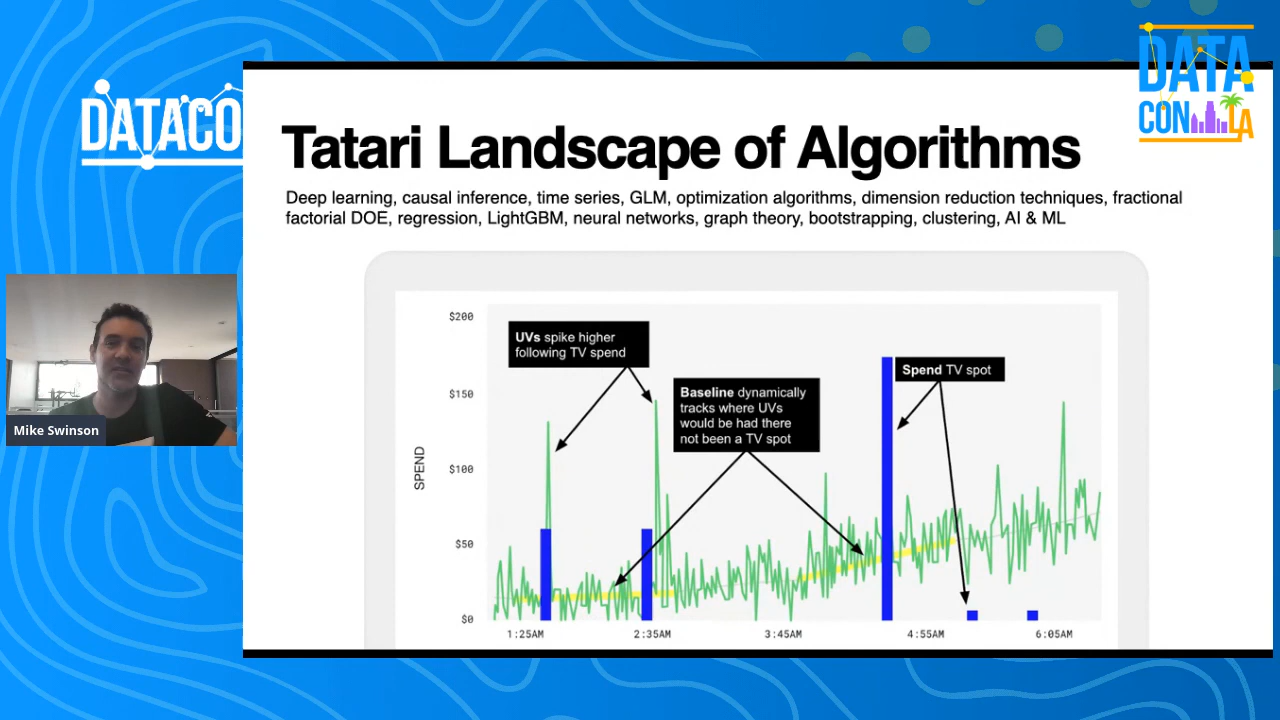 DATACO
DATA
CON LA
Tatari Landscape of Algorithms
Deep learning, causal inference, time series, GLM, optimization algorithms, dimension reduction techniques, fractional
factorial DOE, regression, LightGBM, neural networks, graph theory, bootstrapping, clustering, AI & ML
Mike Swinson
SPEND
$200
$150
$100
$50
$0
UVs spike higher
following TV spend
Baseline dynamically
tracks where UVs
would be had there
not been a TV spot
Spend TV spot
1:25AM
2:35AM
3:45AM
4:55AM
6:05AM